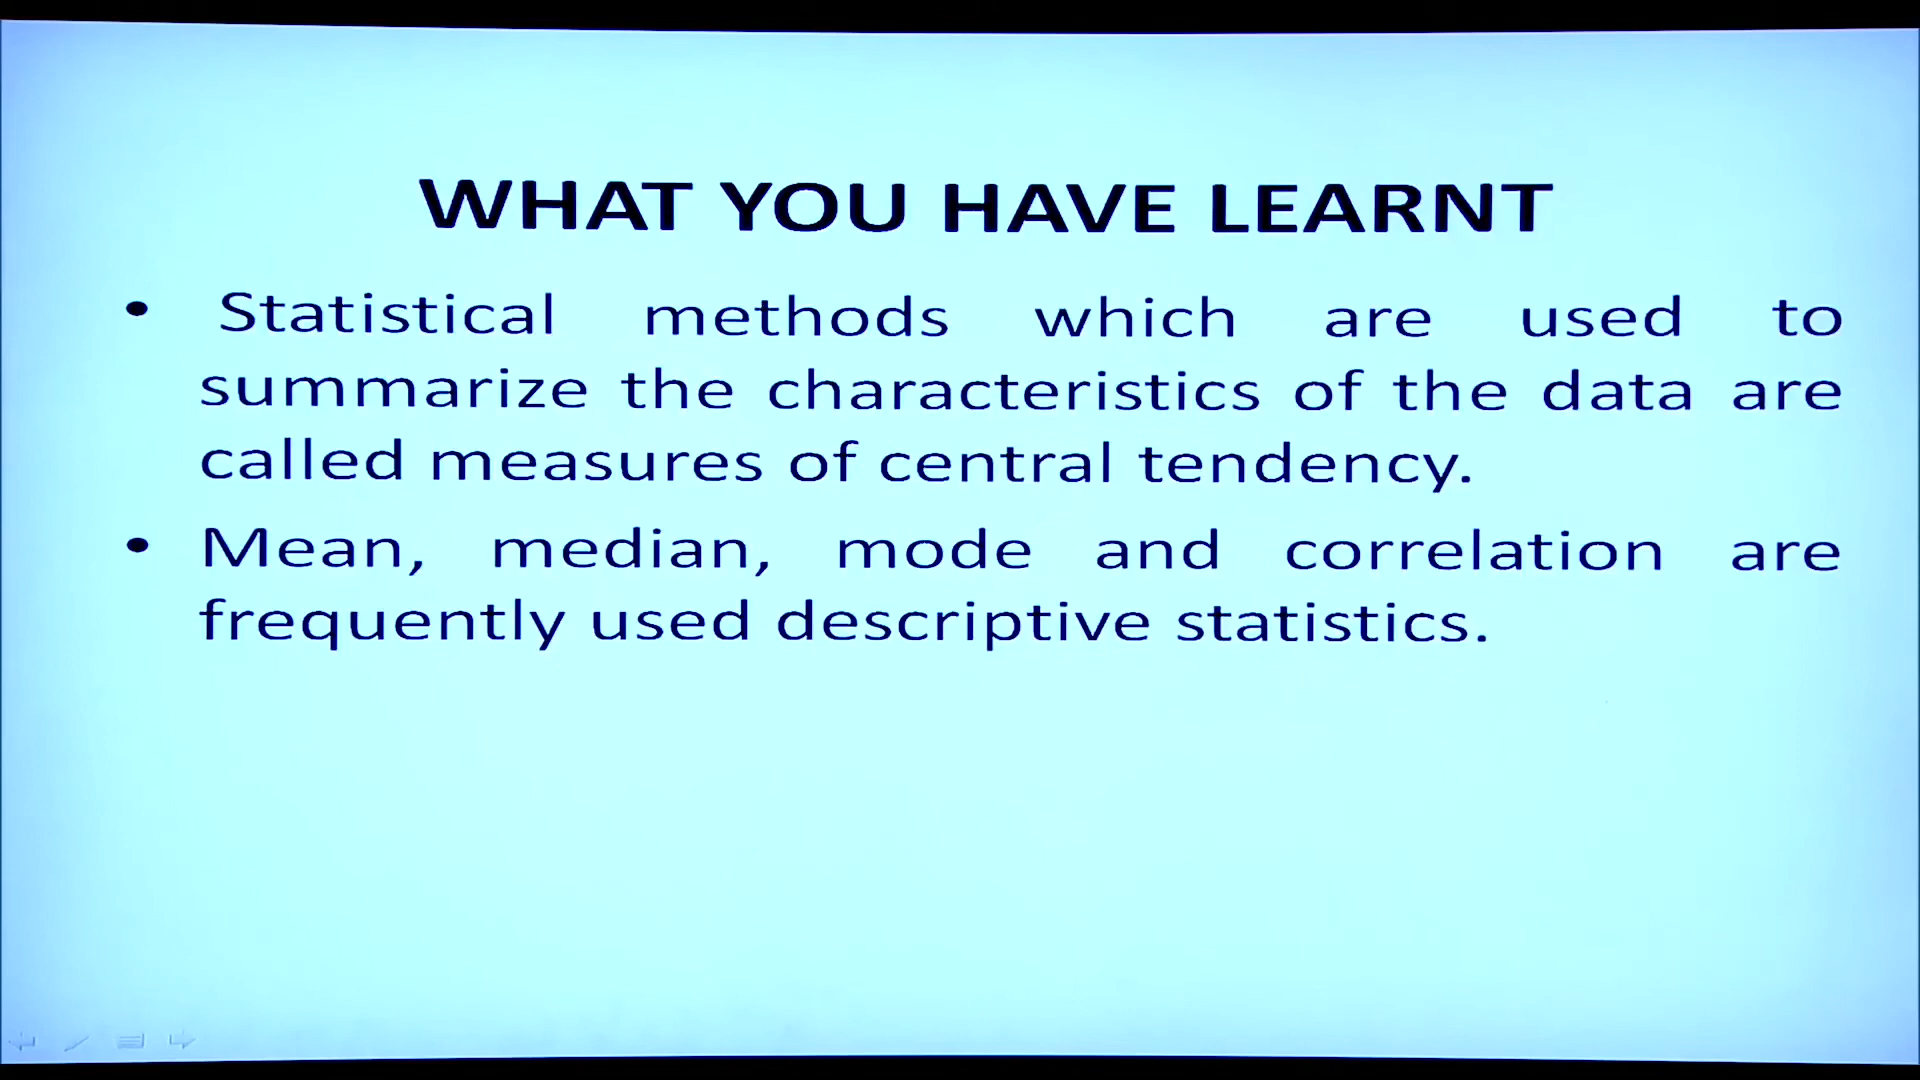 WHAT YOU HAVE LEARNT
• Statistical methods which are used to
summarize the characteristics of the data are
called measures of central tendency.
• Mean, median, mode and correlation are
frequently used descriptive statistics.